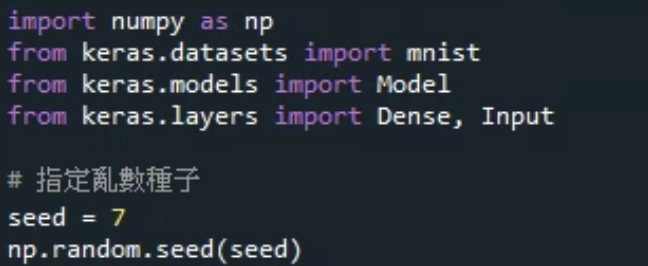 import numpy as np
from keras.datasets import mnist
from keras.models import Model
from keras.layers import Dense, Input
# 指定亂數種子
seed = 7
np.random.seed(seed)